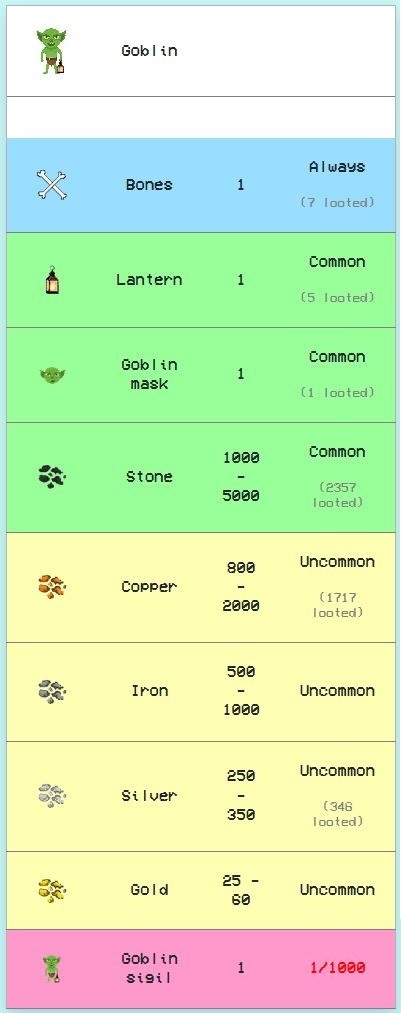 Goblin
Bones 1 Always
(7 looted)
Lantern 1 Common
(5 looted)
Goblin
mask
1
Common
(1 looted)
Stone
1000
-
5000
Common
(2357
looted)
Copper
800
-
2000
Uncommon
(1717
looted)
Iron
500
-
1000
Uncommon
Silver
250
-
350
Uncommon
(346
looted)
Gold
25 -
60
Uncommon
Goblin
sigil
1
1/1000